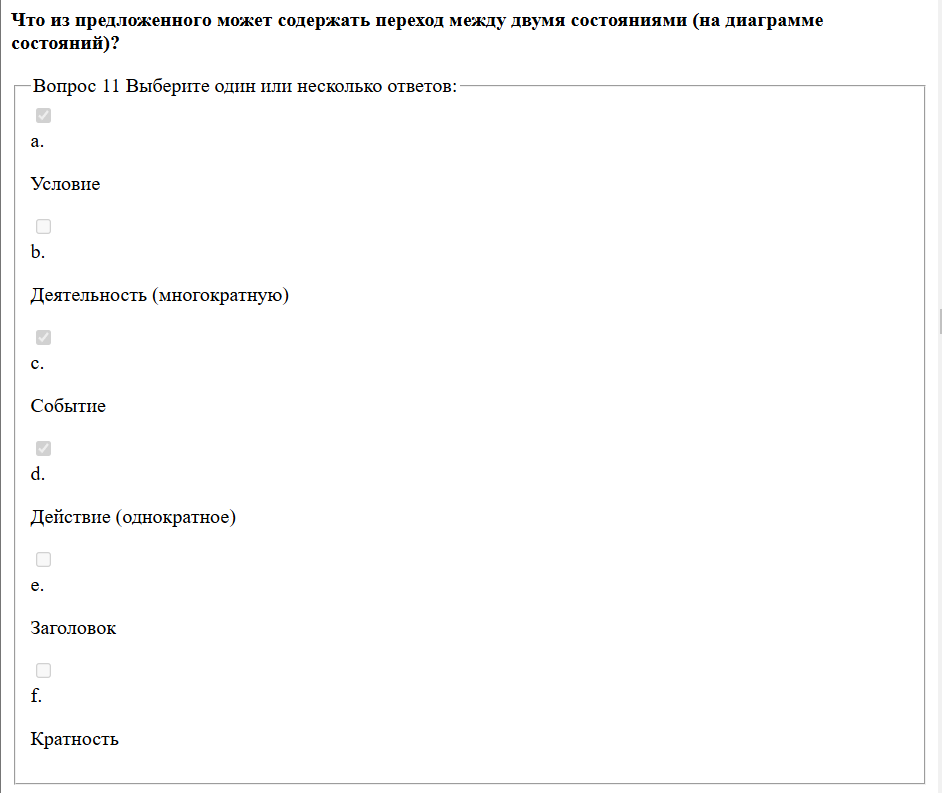 Что из предложенного может содержать переход между двумя состояниями (на диаграмме
состояний)?
Вопрос 11 Выберите один или несколько ответов:
a.
Условие
b.
Деятельность (многократную)
c.
Событие
d.
Действие (однократное)
e.
Заголовок
f.
Кратность